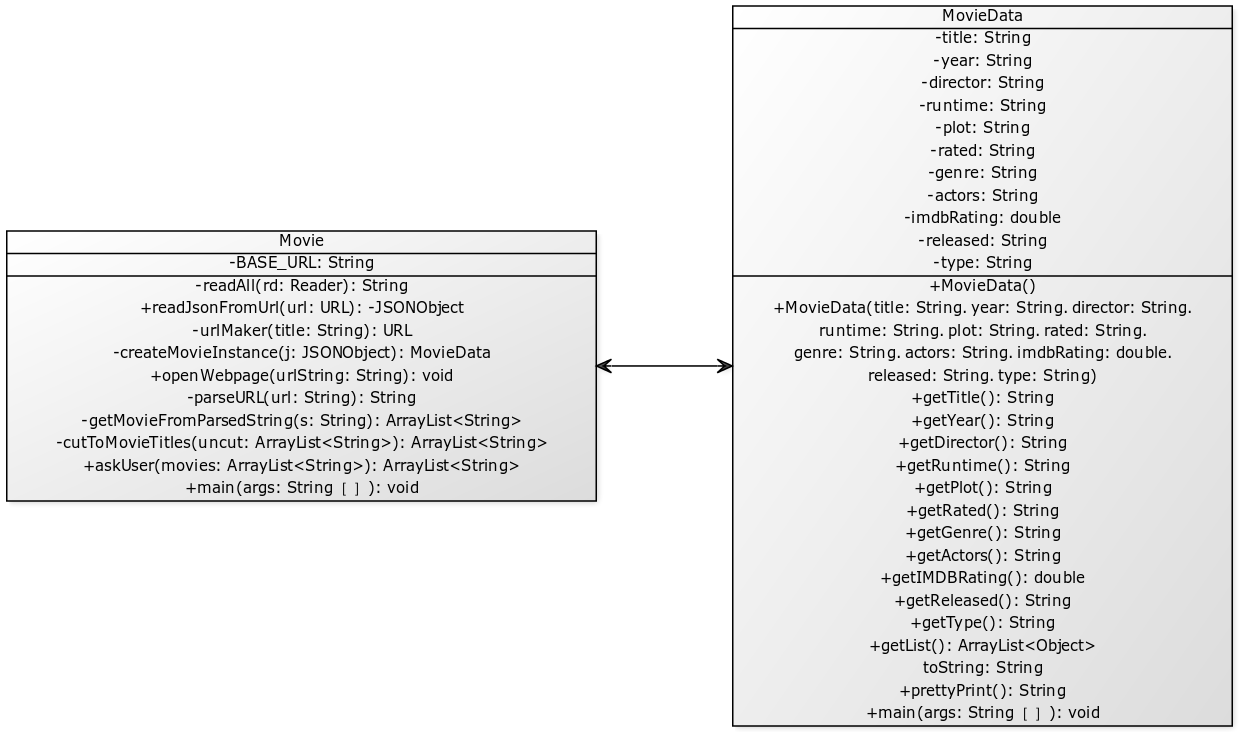 Movie
-BASE_URL: String
-readAll(rd: Reader): String
+readJsonFromUrl(url: URL): -JSONObject
-urlMaker(title: String): URL
-createMovieInstance(j: JSONObject): MovieData
+openWebpage(urlString: String): void
-parseURL(url: String): String
-getMovieFromParsedString(s: String): ArrayList<String>
-cutToMovieTitles(uncut: ArrayList<String>): ArrayList<String>
+askUser(movies: ArrayList<String>): ArrayList<String>
+main(args: String [ ] ): void
MovieData
-title: String
-year: String
-director: String
-runtime: String
-plot: String
-rated: String
-genre: String
-actors: String
-imdbRating: double
-released: String
-type: String
+MovieData()
+MovieData(title: String. year: String. director: String.
runtime: String. plot: String. rated: String.
genre: String. actors: String. imdbRating: double.
released: String. type: String)
+getTitle(): String
+getYear(): String
+getDirector(): String
+getRuntime(): String
+getPlot(): String
+getRated(): String
+getGenre(): String
+getActors(): String
+getIMDBRating(): double
+getReleased(): String
+getType(): String
+getList(): ArrayList<Object>
toString: String
+prettyPrint(): String
+main(args: String [ ] ): void